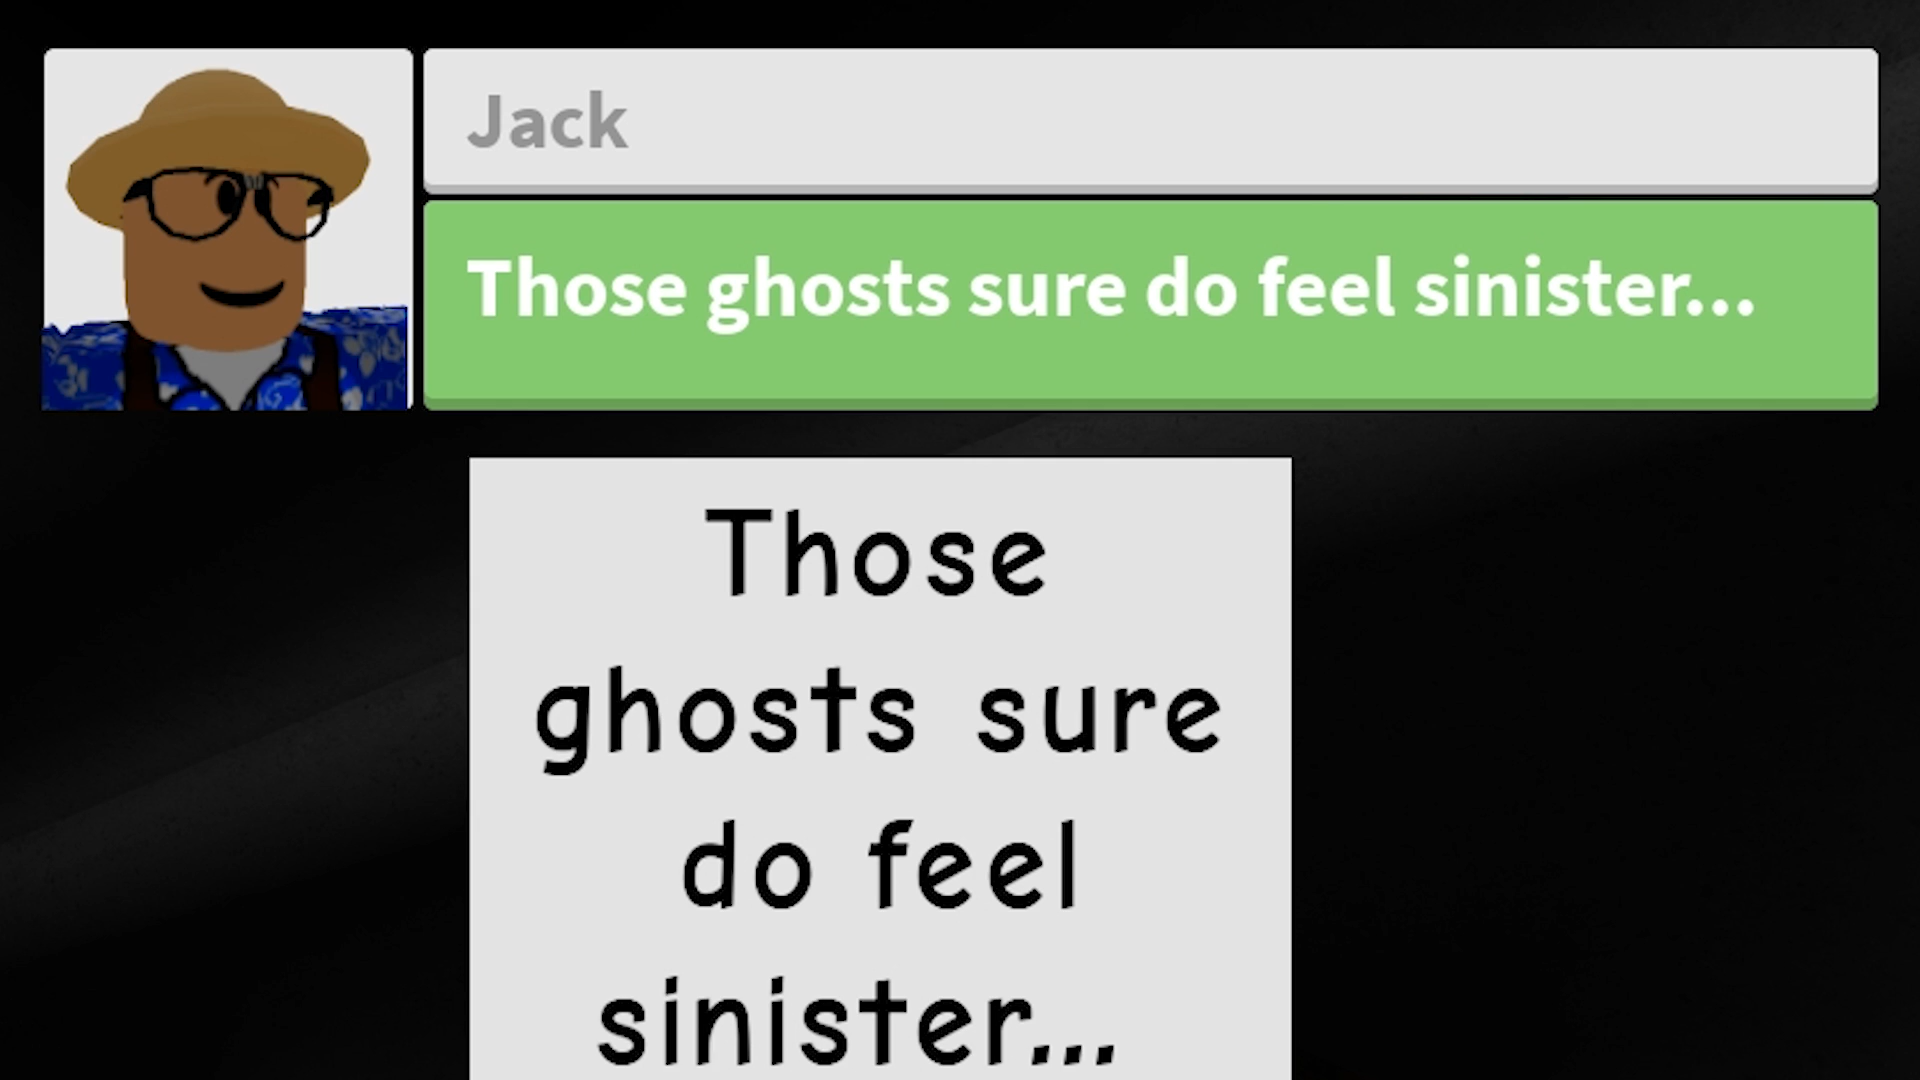 Jack
Those ghosts sure do feel sinister...
Those
ghosts sure
do feel
sinister...